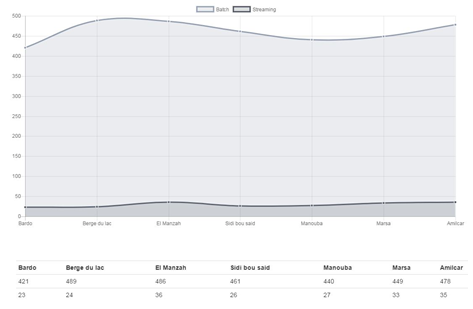 Batch Streaming
500
450
400
350
300
250
200
150
100
50
0
Bardo Berge du lac El Manzah Sidi bou said Manouba Marsa Amilcar
Bardo Berge du lac El Manzah Sidi bou said Manouba Marsa Amilcar
421 489 486 461 440 449 478
23 24 36 26 27 33 35